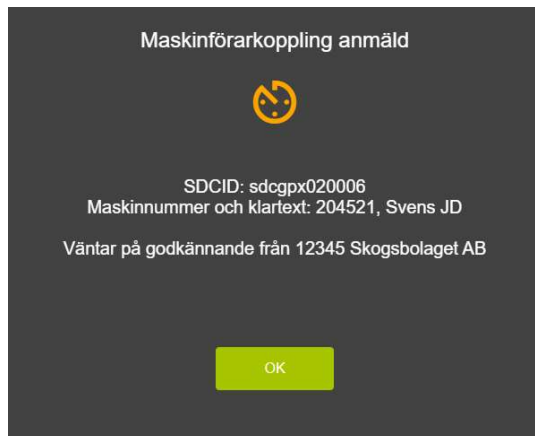 Maskinförarkoppling anmäld
SDCID: sdcgpx020006
Maskinnummer och klartext: 204521, Svens JD
Väntar på godkännande från 12345 Skogsbolaget AB
OK